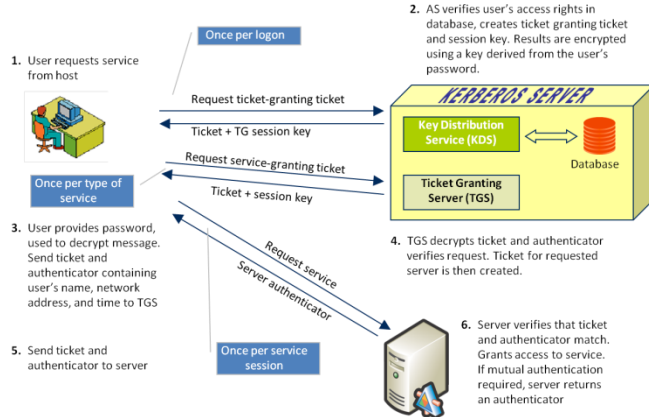 Once per logon
2. AS verifies user's access rights in
database, creates ticket granting ticket
and session key. Results are encrypted
using a key derived from the user's
password.
1. User requests service
from host
Request ticket-granting ticket
Ticket + TG session key
KERBEROS SERVER
Key Distribution
Service (KDS)
Database
Request service-granting ticket
Ticket + session key
Ticket Granting
Server (TGS)
Once per type of
service
3. User provides password,
used to decrypt message.
Send ticket and
authenticator containing
user's name, network
address, and time to TGS
4. TGS decrypts ticket and authenticator
verifies request. Ticket for requested
server is then created.
Request service
Server authenticator
5. Send ticket and
authenticator to server
Once per service
session
6. Server verifies that ticket
and authenticator match.
Grants access to service.
If mutual authentication
required, server returns
an authenticator